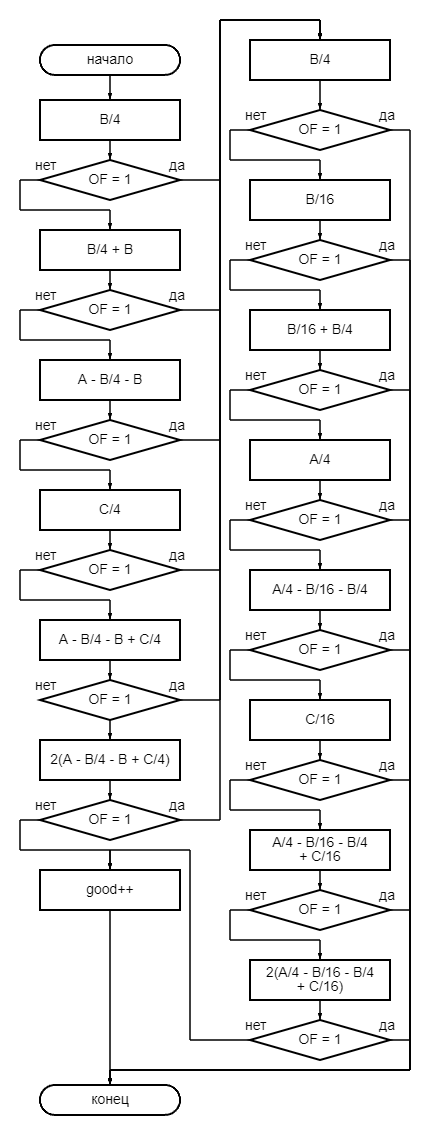 начало
B/4
нет
да
OF = 1
B/4 + B
нет
да
OF = 1
A - B/4 - B
нет
да
OF = 1
C/4
нет
да
OF = 1
A - B/4 - B + C/4
нет
да
OF = 1
2(A - B/4 - B + C/4)
нет
да
OF = 1
good++
B/4
нет
да
OF = 1
B/16
нет
да
OF = 1
B/16 + B/4
нет
да
OF = 1
A/4
нет
да
OF = 1
A/4 - B/16 - B/4
нет
да
OF = 1
C/16
нет
да
OF = 1
A/4 - B/16 - B/4
+ C/16
нет
да
OF = 1
2(A/4 - B/16 - B/4
+ C/16)
нет
да
OF = 1
конец